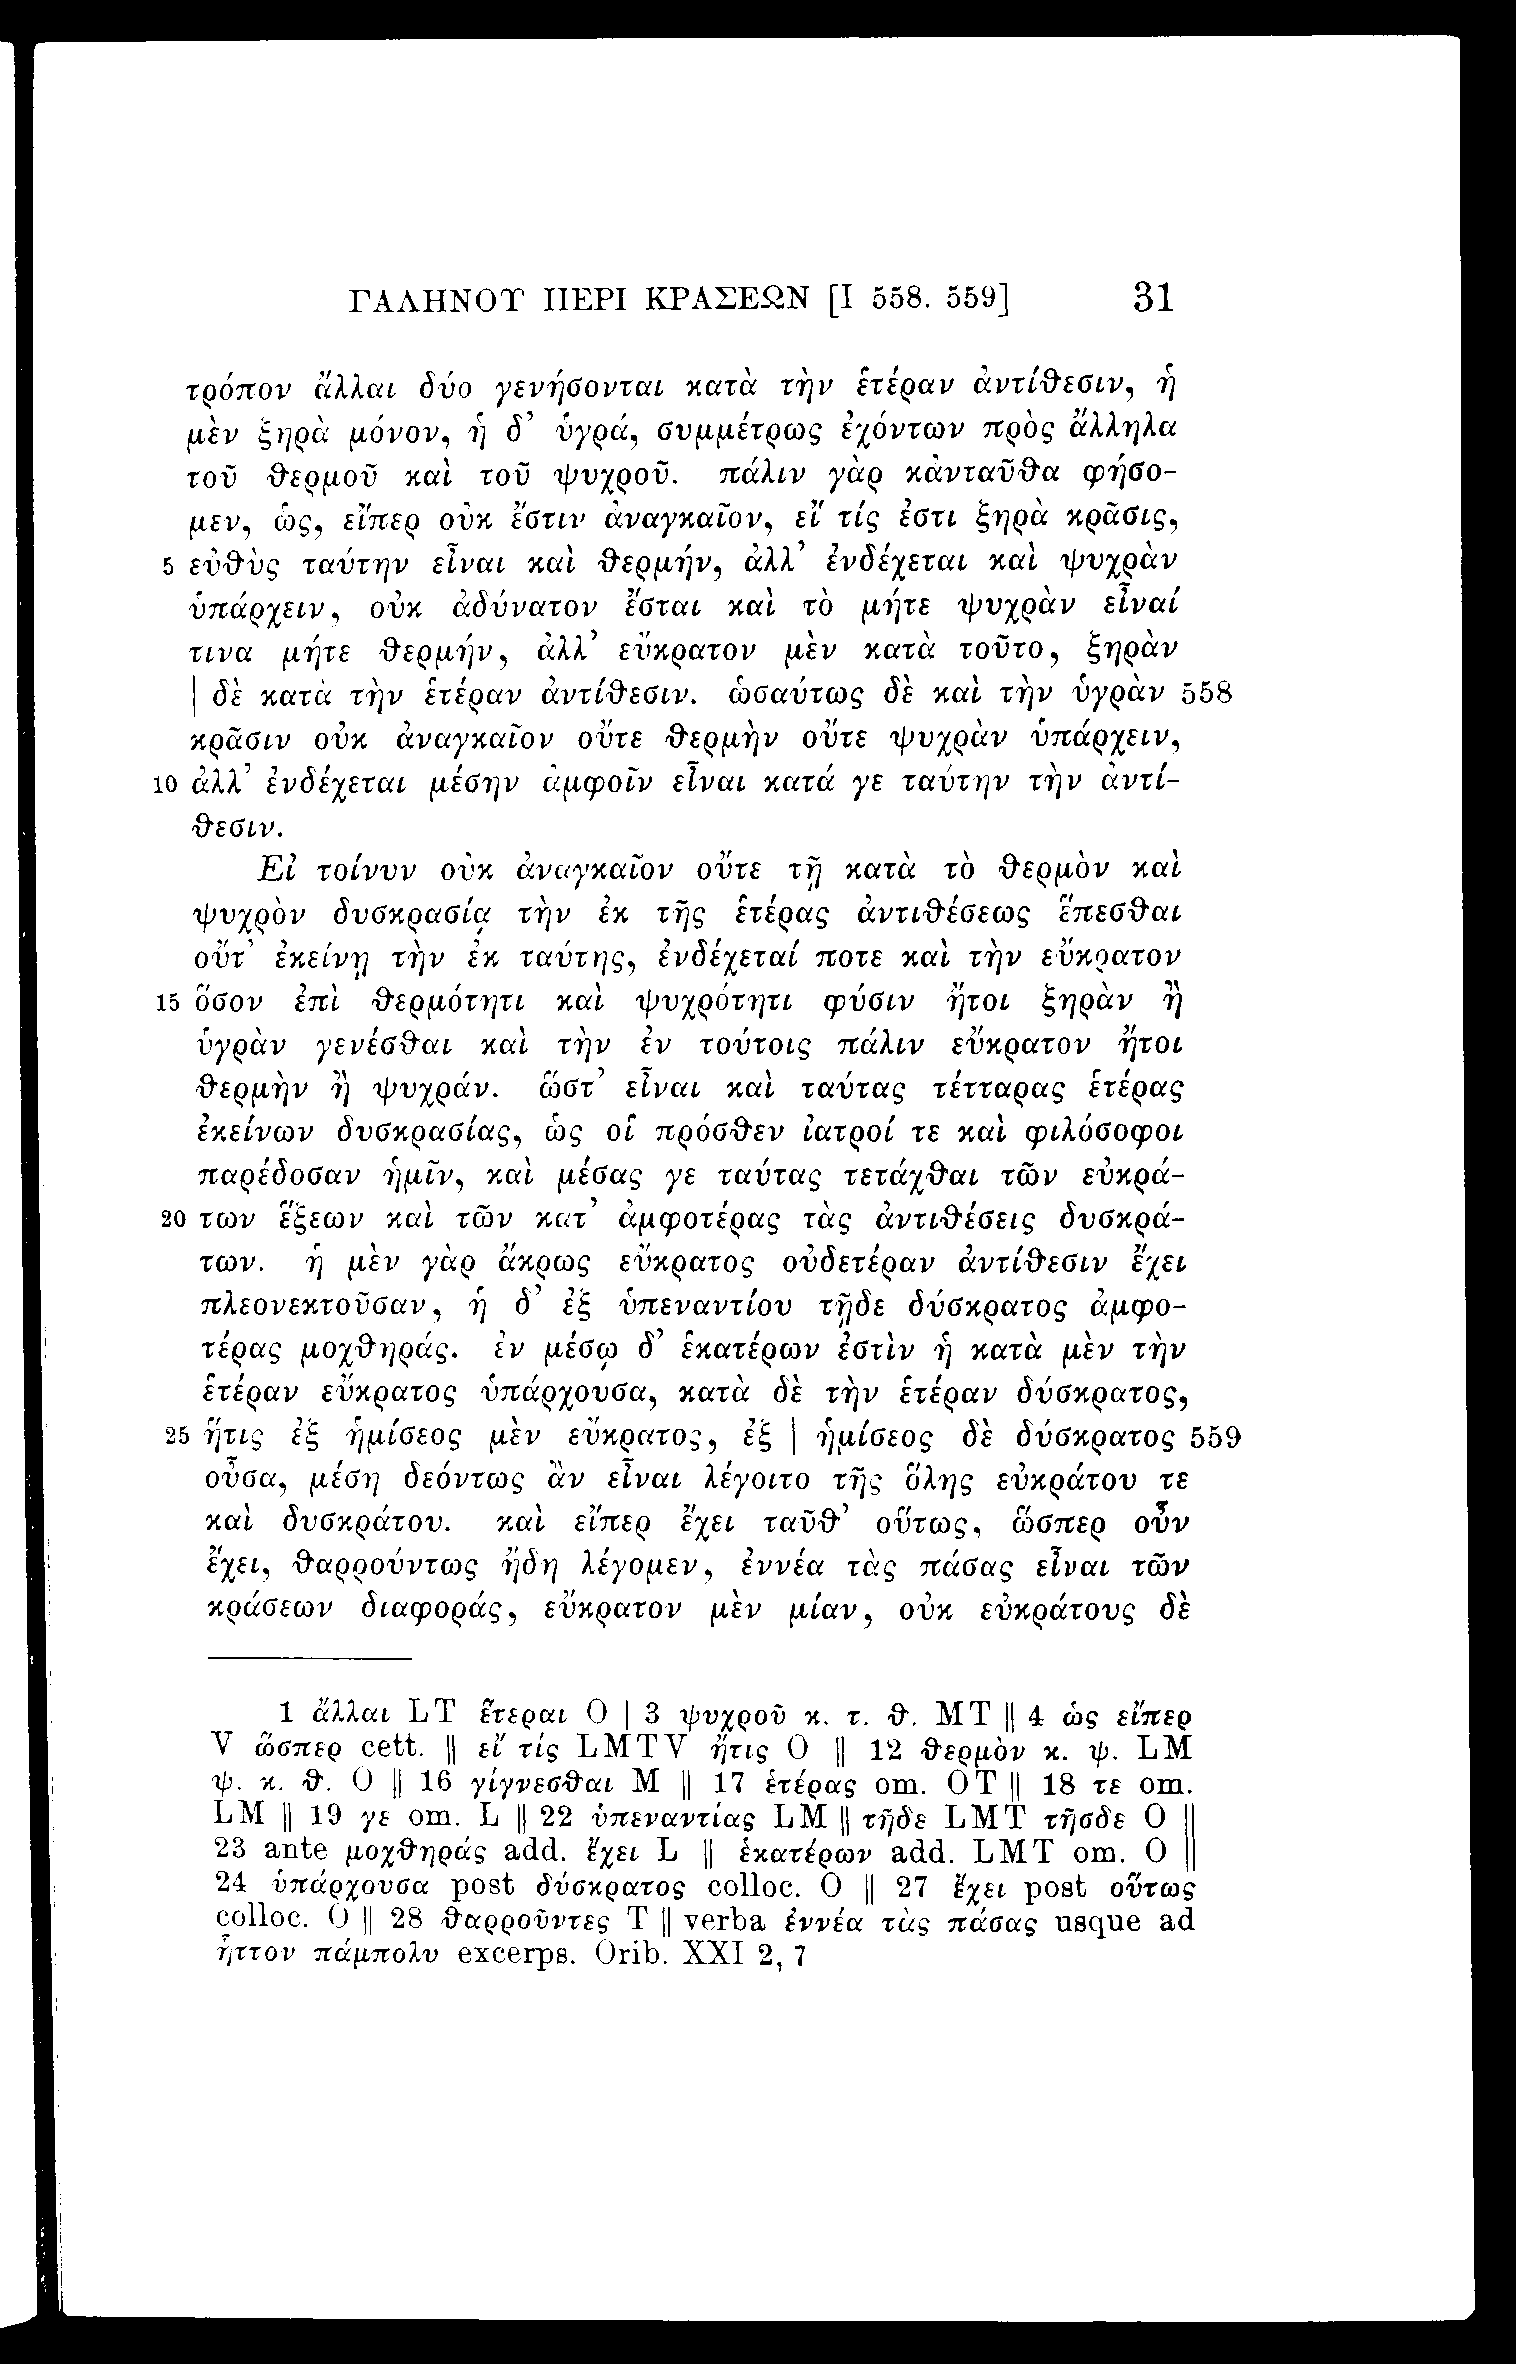 ΓΑΛΗΝΟΥ ΠΕΡΙ ΚΡΑΣΕΩΝ [I 558. 559] 31
τρόπον ἄλλαι δύο γενήσονται κατὰ τὴν ἑτέραν ἀντίθεσιν, ἡ
μὲν ξηρὰ μόνον, ἡ δ’ ὑγρά, συμμέτρως ἐχόντων πρὸς ἄλληλα
τοῦ θερμοῦ καὶ τοῦ ψυχροῦ. πάλιν γὰρ κἀνταῦθα φήσο-
μεν, ὡς, εἴπερ οὐκ ἔστιν ἀναγκαῖον, εἴ τίς ἐστι ξηρὰ κρᾶσις,
5 εὐθὺς ταύτην εἶναι καὶ θερμήν, ἀλλ’ ἐνδέχεται καὶ ψυχρὰν
ὑπάρχειν, οὐκ ἀδύνατον ἔσται καὶ τὸ μήτε ψυχρὰν εἶναί
τινα μήτε θερμήν, ἀλλ’ εὔκρατον μὲν κατὰ τοῦτο, ξηρὰν
| δὲ κατὰ τὴν ἑτέραν ἀντίθεσιν. ὡσαύτως δὲ καὶ τὴν ὑγρὰν 558
κρᾶσιν οὐκ ἀναγκαῖον οὔτε θερμὴν οὔτε ψυχρὰν ὑπάρχειν,
10 ἀλλ’ ἐνδέχεται μέσην ἀμφοῖν εἶναι κατά γε ταύτην τὴν ἀντί-
θεσιν.
Εἰ τοίνυν οὐκ ἀναγκαῖον οὔτε τῇ κατὰ τὸ θερμὸν καὶ
ψυχρὸν δυσκρασίᾳ τὴν ἐκ τῆς ἑτέρας ἀντιθέσεως ἕπεσθαι
οὔτ’ ἐκείνῃ τὴν ἐκ ταύτης, ἐνδέχεταί ποτε καὶ τὴν εὔκρατον
15 ὅσον ἐπὶ θερμότητι καὶ ψυχρότητι φύσιν ἤτοι ξηρὰν ἢ
ὑγρὰν γενέσθαι καὶ τὴν ἐν τούτοις πάλιν εὔκρατον ἤτοι
θερμὴν ἢ ψυχράν. ὥστ’ εἶναι καὶ ταύτας τέτταρας ἑτέρας
ἐκείνων δυσκρασίας, ὡς οἱ πρόσθεν ἰατροί τε καὶ φιλόσοφοι
παρέδοσαν ἡμῖν, καὶ μέσας γε ταύτας τετάχθαι τῶν εὐκρά-
20 των ἕξεων καὶ τῶν κατ’ ἀμφοτέρας τὰς ἀντιθέσεις δυσκρά-
των. ἡ μὲν γὰρ ἄκρως εὔκρατος οὐδετέραν ἀντίθεσιν ἔχει
πλεονεκτοῦσαν, ἡ δ’ ἐξ ὑπεναντίου τῇδε δύσκρατος ἀμφο-
τέρας μοχθηράς. ἐν μέσῳ δ’ ἑκατέρων ἐστὶν ἡ κατὰ μὲν τὴν
ἑτέραν εὔκρατος ὑπάρχουσα, κατὰ δὲ τὴν ἑτέραν δύσκρατος,
25 ἥτις ἐξ ἡμίσεος μὲν εὔκρατος, ἐξ | ἡμίσεος δὲ δύσκρατος 559
οὖσα, μέση δεόντως ἂν εἶναι λέγοιτο τῆς ὅλης εὐκράτου τε
καὶ δυσκράτου. καὶ εἴπερ ἔχει ταῦθ’ οὕτως, ὥσπερ οὖν
ἔχει, θαρρούντως ἤδη λέγομεν, ἐννέα τὰς πάσας εἶναι τῶν
κράσεων διαφοράς, εὔκρατον μὲν μίαν, οὐκ εὐκράτους δὲ
1 ἄλλαι LT ἕτεραι O | 3 ψυχροῦ κ. τ. θ. MT || 4 ὡς εἴπερ
V ὥσπερ cett. || εἴ τίς LMTV ἥτις O || 12 θερμὸν κ. ψ. LM
ψ. κ. θ. O || 16 γίγνεσθαι M || 17 ἑτέρας om. OT || 18 τε om.
LM || 19 γε om. L || 22 ὑπεναντίας LM || τῇδε LMT τῆσδε O ||
23 ante μοχθηράς add. ἔχει L || ἑκατέρων add. LMT om. O ||
24 ὑπάρχουσα post δύσκρατος colloc. O || 27 ἔχει post οὕτως
colloc. O || 28 θαρροῦντες T || verba ἐννέα τὰς πάσας usque ad
ἧττον πάμπολυ excerps. Orib. XXI 2, 7